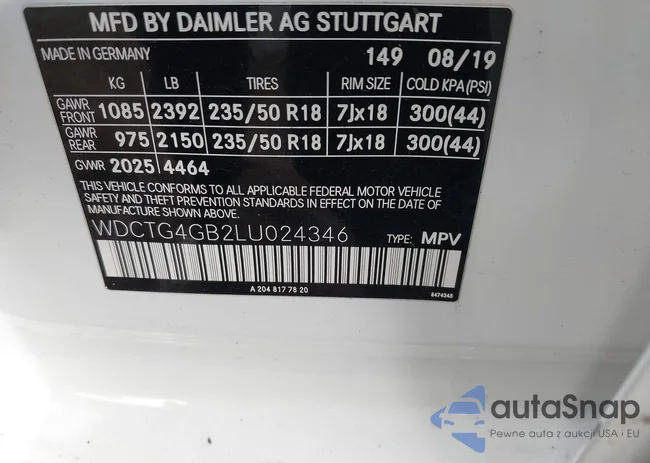 MFD BY DAIMLER AG STUTTGART
MADE IN GERMANY 149 08/19
KG LB TIRES RIM SIZE COLD KPA(PSI)
GAWR FRONT 1085 2392 235/50 R18 7Jx18 300(44)
GAWR REAR 975 2150 235/50 R18 7Jx18 300(44)
GVWR 2025 4464
THIS VEHICLE CONFORMS TO ALL APPLICABLE FEDERAL MOTOR VEHICLE
SAFETY AND THEFT PREVENTION STANDARDS IN EFFECT ON THE DATE
OF MANUFACTURE SHOWN ABOVE.
WDCTG4GB2LU024346 TYPE: MPV
A 204 817 78 20 8474343
autaSnap
Pewne auta z aukcji USA i EU